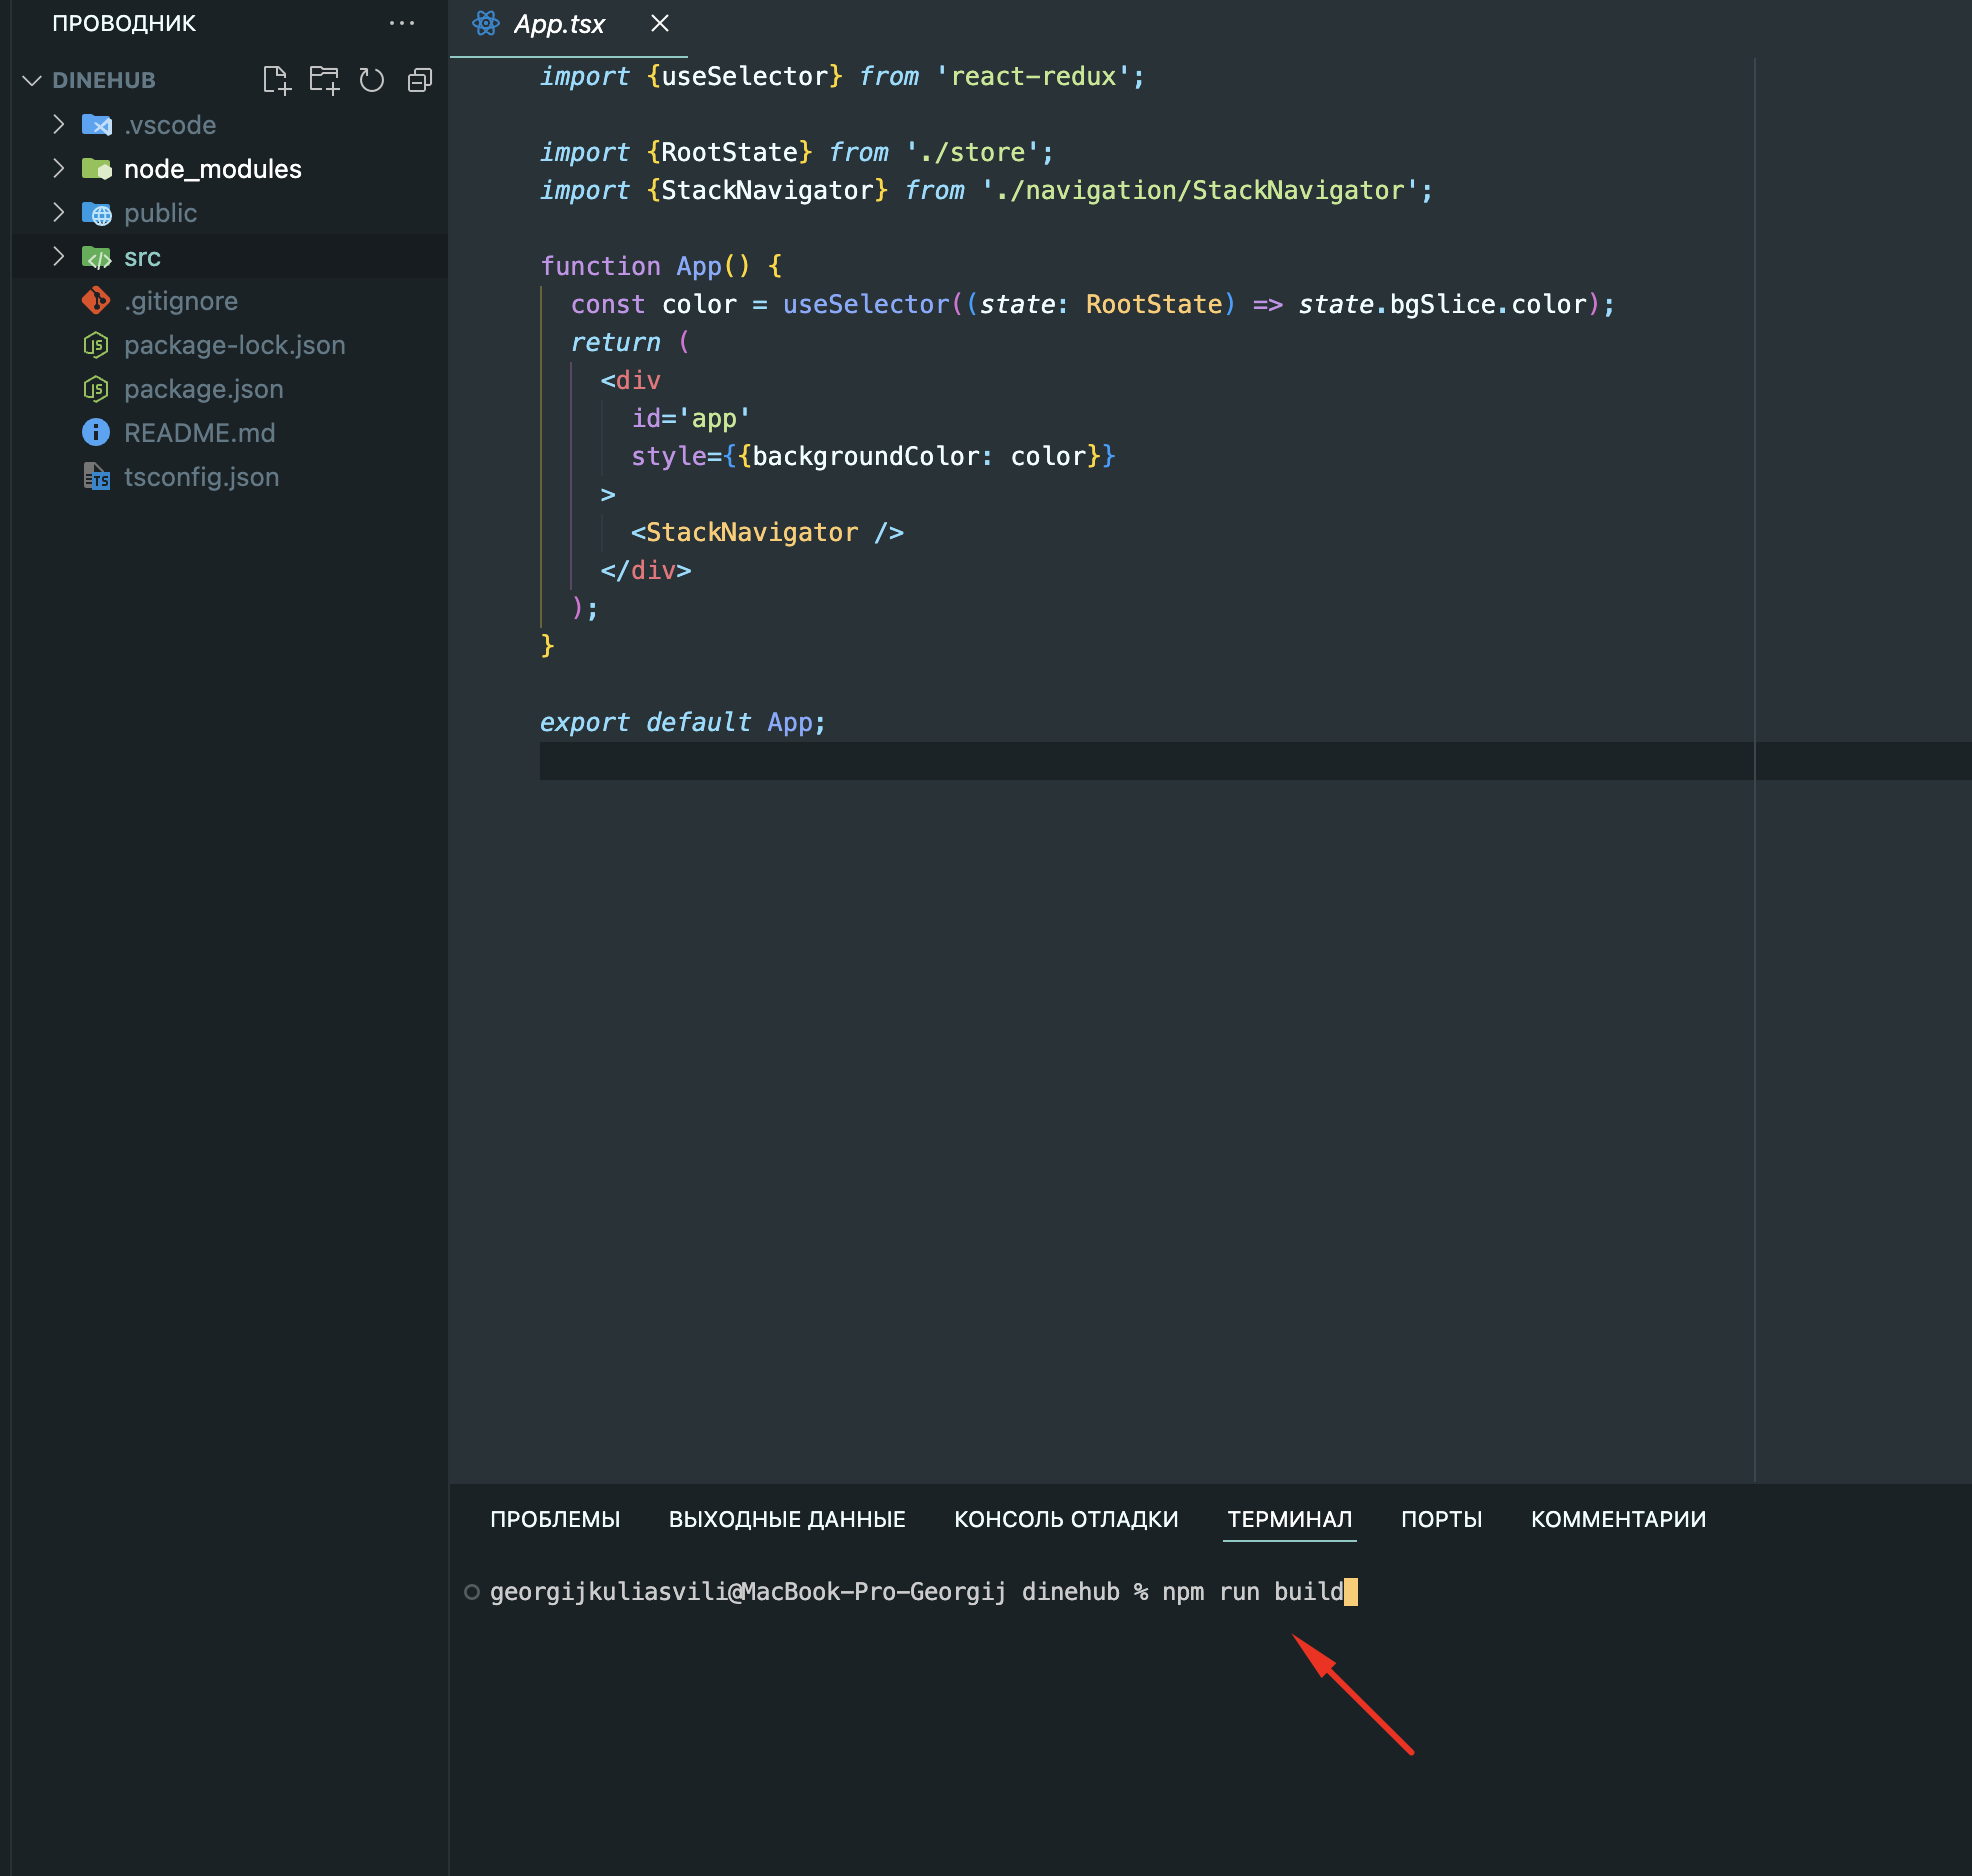 ПРОВОДНИК
DINEHUB
.vscode
node_modules
public
src
.gitignore
package-lock.json
package.json
README.md
tsconfig.json
App.tsx
import {useSelector} from 'react-redux';
import {RootState} from './store';
import {StackNavigator} from './navigation/StackNavigator';
function App() {
const color = useSelector((state: RootState) => state.bgSlice.color);
return (
<div
id='app'
style={{backgroundColor: color}}
>
<StackNavigator />
</div>
);
}
export default App;
ПРОБЛЕМЫ ВЫХОДНЫЕ ДАННЫЕ КОНСОЛЬ ОТЛАДКИ ТЕРМИНАЛ ПОРТЫ КОММЕНТАРИИ
georgijkuliasvili@MacBook-Pro-Georgij dinehub % npm run build